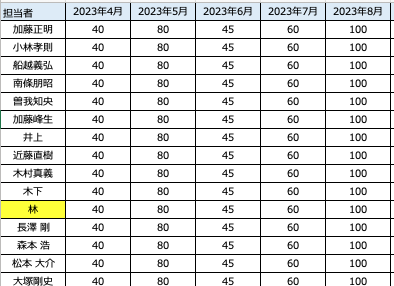 担当者 2023年4月 2023年5月 2023年6月 2023年7月 2023年8月
加藤正明 40 80 45 60 100
小林孝則 40 80 45 60 100
船越義弘 40 80 45 60 100
南條朋昭 40 80 45 60 100
曽我知央 40 80 45 60 100
加藤峰生 40 80 45 60 100
井上 40 80 45 60 100
近藤直樹 40 80 45 60 100
木村真義 40 80 45 60 100
木下 40 80 45 60 100
林 40 80 45 60 100
長澤 剛 40 80 45 60 100
森本 浩 40 80 45 60 100
松本 大介 40 80 45 60 100
大塚剛史 40 80 45 60 100